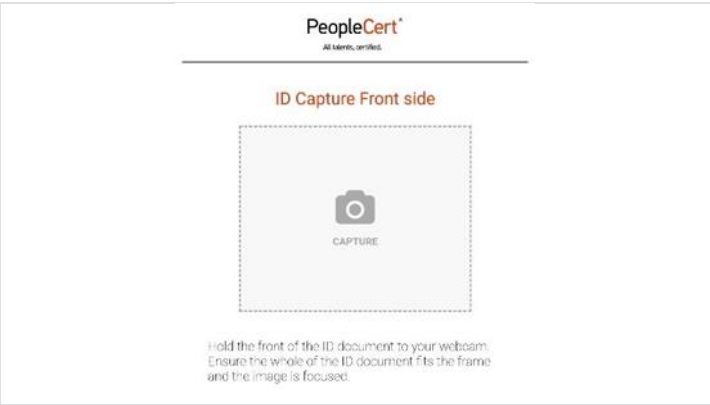 PeopleCert
All talents, certified.
ID Capture Front side
CAPTURE
Hold the front of the ID document to your webcam.
Ensure the whole of the ID document fits the frame
and the image is focused.